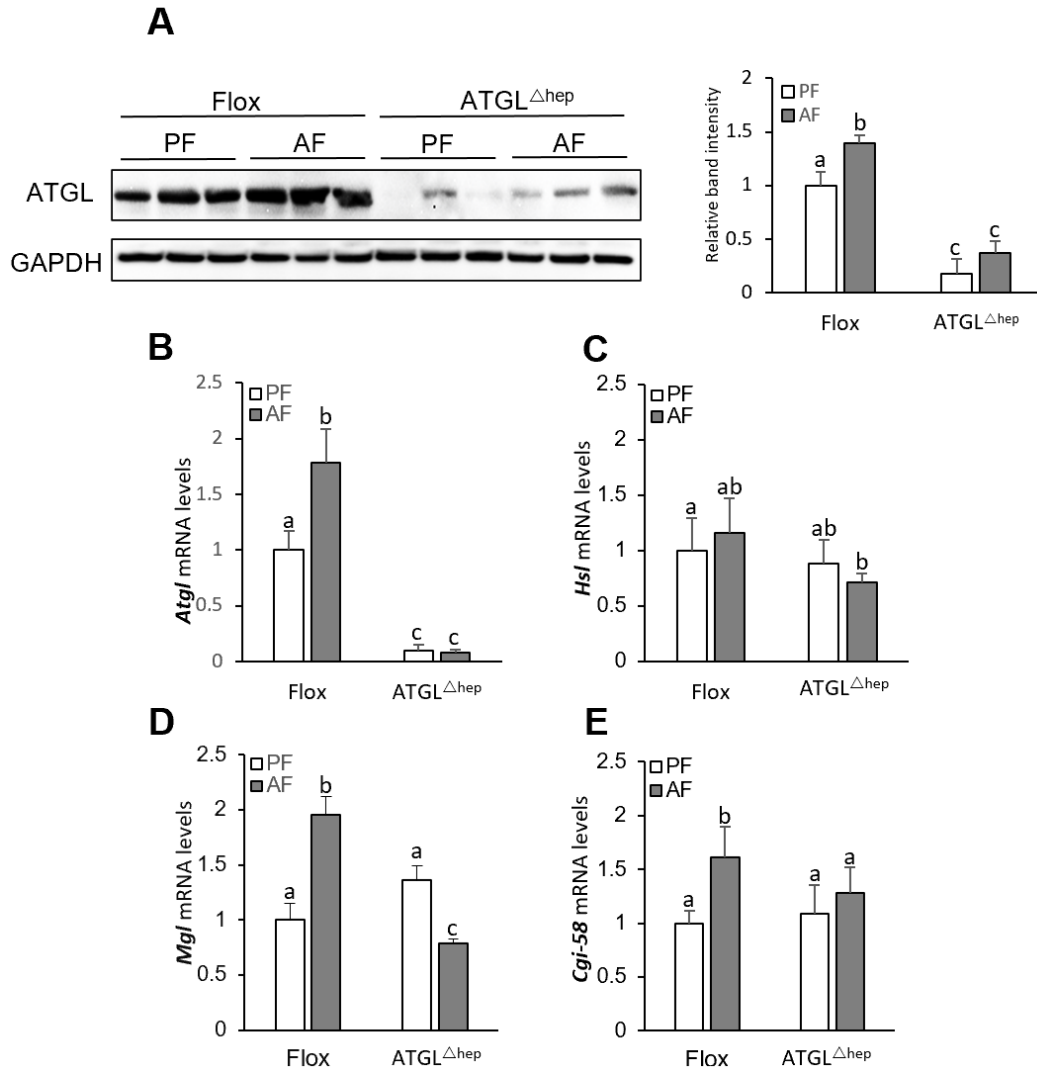 A
Flox
ATGL△hep
PF
AF
PF
AF
ATGL
GAPDH
Relative band intensity
2
1.5
1
0.5
0
PF
AF
a
b
c
c
Flox
ATGL△hep
B
Atgl mRNA levels
2.5
2
1.5
1
0.5
0
PF
AF
a
b
c
c
Flox
ATGL△hep
C
Hsl mRNA levels
2.5
2
1.5
1
0.5
0
PF
AF
a
ab
ab
b
Flox
ATGL△hep
D
Mgl mRNA levels
2.5
2
1.5
1
0.5
0
PF
AF
a
b
a
c
Flox
ATGL△hep
E
Cgi-58 mRNA levels
2.5
2
1.5
1
0.5
0
PF
AF
a
b
a
a
Flox
ATGL△hep